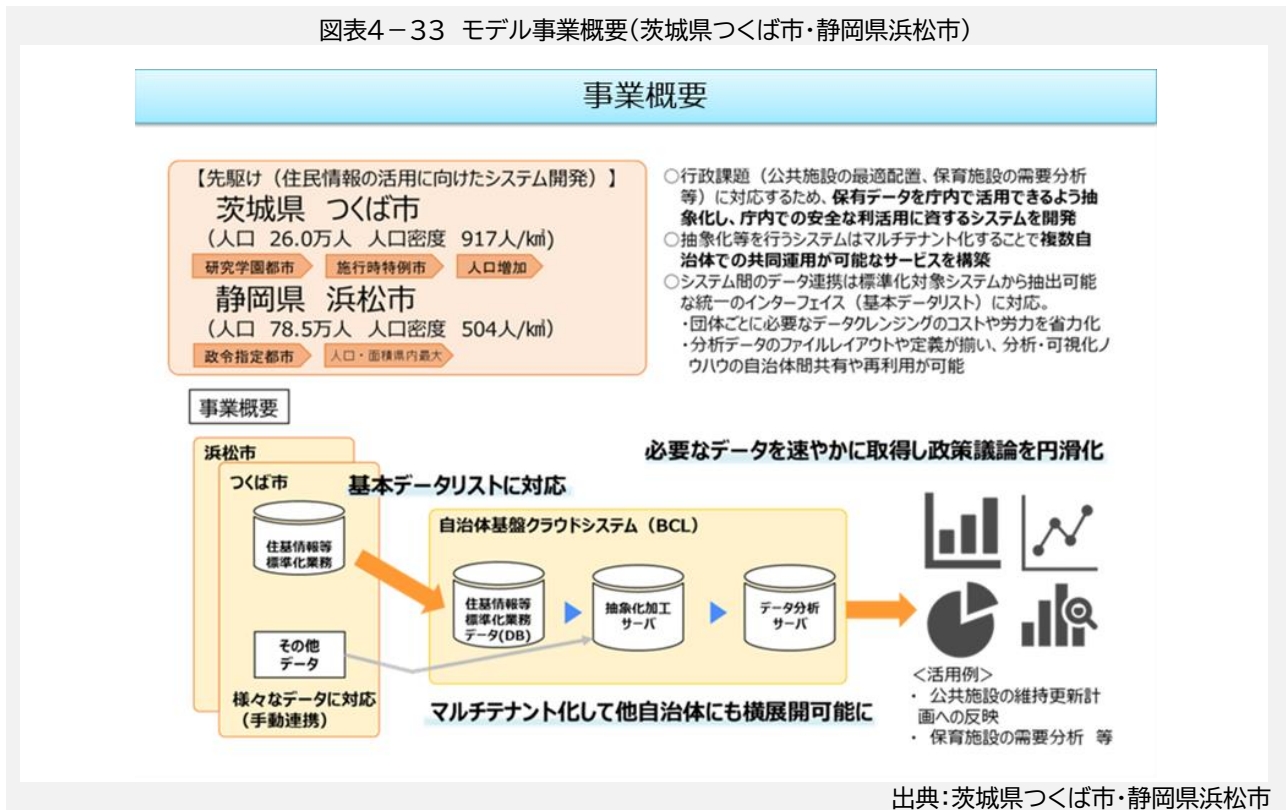 図表4-33 モデル事業概要(茨城県つくば市・静岡県浜松市)
事業概要
【先駆け（住民情報の活用に向けたシステム開発）】
茨城県 つくば市
（人口 26.0万人 人口密度 917人/㎢)
研究学園都市 施行時特例市 人口増加
静岡県 浜松市
（人口 78.5万人 人口密度 504人/㎢)
政令指定都市 人口・面積県内最大
○行政課題（公共施設の最適配置、保育施設の需要分析
等）に対応するため、保有データを庁内で活用できるよう抽
象化し、庁内での安全な利活用に資するシステムを開発
○抽象化等を行うシステムはマルチテナント化することで複数自
治体での共同運用が可能なサービスを構築
○システム間のデータ連携は標準化対象システムから抽出可能
な統一のインターフェイス（基本データリスト）に対応。
・団体ごとに必要なデータクレンジングのコストや労力を省力化
・分析データのファイルレイアウトや定義が揃い、分析・可視化ノ
ウハウの自治体間共有や再利用が可能
事業概要
浜松市
つくば市
住基情報等
標準化業務
その他
データ
様々なデータに対応
（手動連携）
基本データリストに対応
自治体基盤クラウドシステム（BCL）
住基情報等
標準化業務
データ(DB)
抽象化加工
サーバ
データ分析
サーバ
マルチテナント化して他自治体にも横展開可能に
必要なデータを速やかに取得し政策議論を円滑化
＜活用例＞
・ 公共施設の維持更新計
画への反映
・ 保育施設の需要分析 等
出典:茨城県つくば市・静岡県浜松市